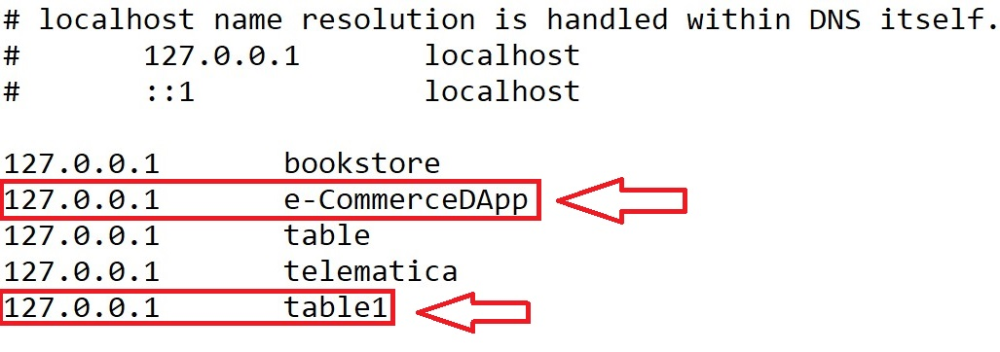 # localhost name resolution is handled within DNS itself.
#       127.0.0.1       localhost
#       ::1             localhost
127.0.0.1       bookstore
127.0.0.1       e-CommerceDApp
127.0.0.1       table
127.0.0.1       telematica
127.0.0.1       table1